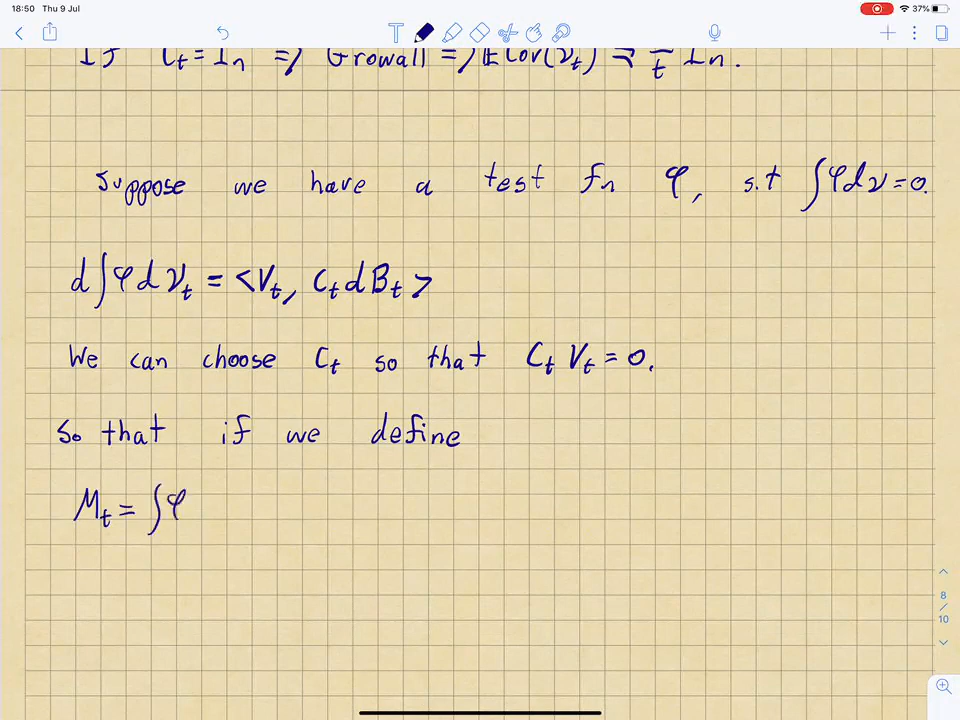 18:50 Thu 9 Jul
37%
If C_t = I_n => Growall => E Cov(ν_t) ⪯ 1/t I_n.
Suppose we have a test fn φ, s.t ∫φdν=0.
d∫φdν_t = <V_t, C_t dB_t>
We can choose C_t so that C_t V_t = 0.
So that if we define
M_t = ∫φ
8
/
10